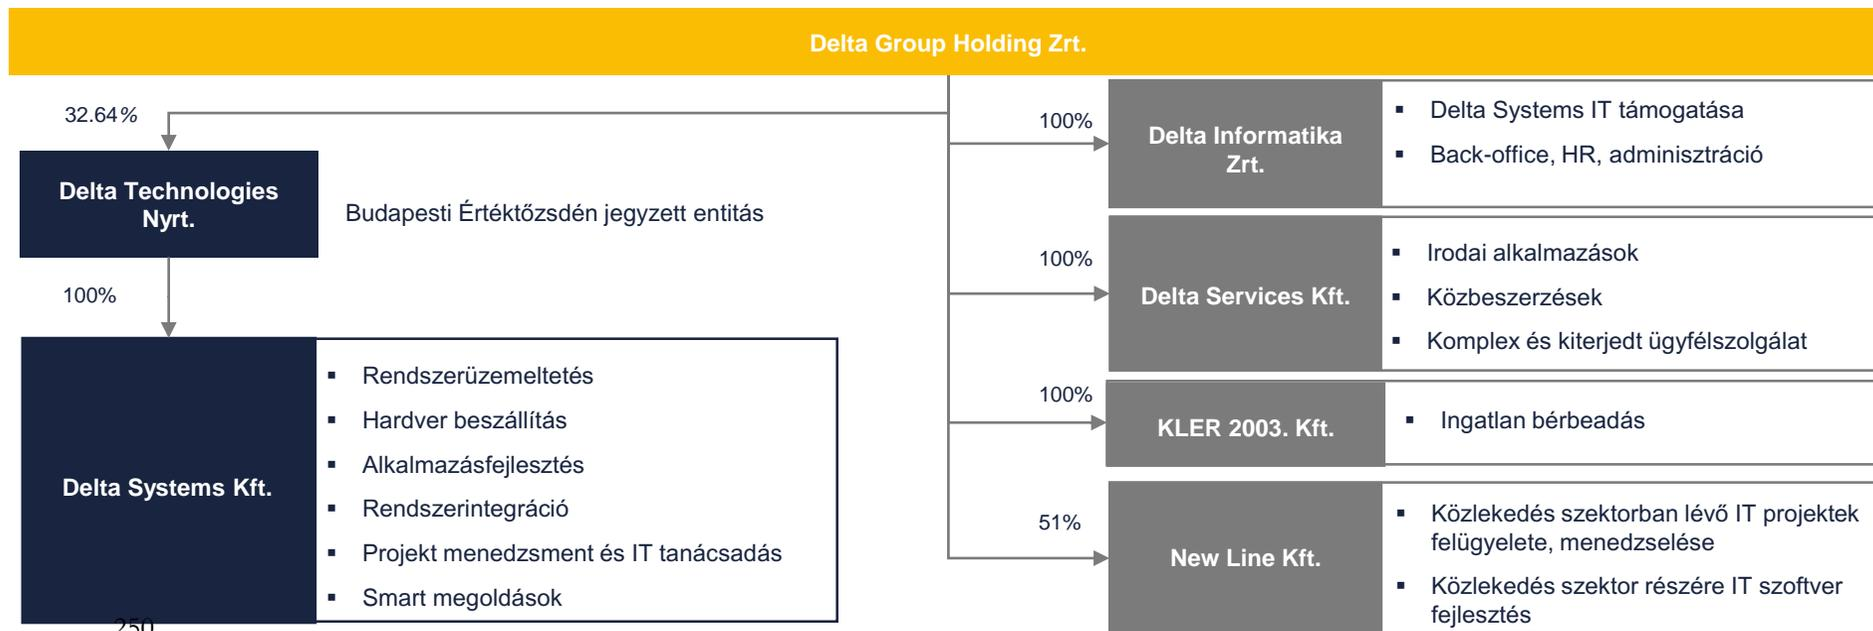 Delta Group Holding Zrt.
32.64%
Delta Technologies
Nyrt.
Budapesti Értéktőzsdén jegyzett entitás
100%
Delta Systems Kft.
▪ Rendszerüzemeltetés
▪ Hardver beszállítás
▪ Alkalmazásfejlesztés
▪ Rendszerintegráció
▪ Projekt menedzsment és IT tanácsadás
▪ Smart megoldások
250
100%
Delta Informatika
Zrt.
▪ Delta Systems IT támogatása
▪ Back-office, HR, adminisztráció
100%
Delta Services Kft.
▪ Irodai alkalmazások
▪ Közbeszerzések
▪ Komplex és kiterjedt ügyfélszolgálat
100%
KLER 2003. Kft.
▪ Ingatlan bérbeadás
51%
New Line Kft.
▪ Közlekedés szektorban lévő IT projektek
felügyelete, menedzselése
▪ Közlekedés szektor részére IT szoftver
fejlesztés